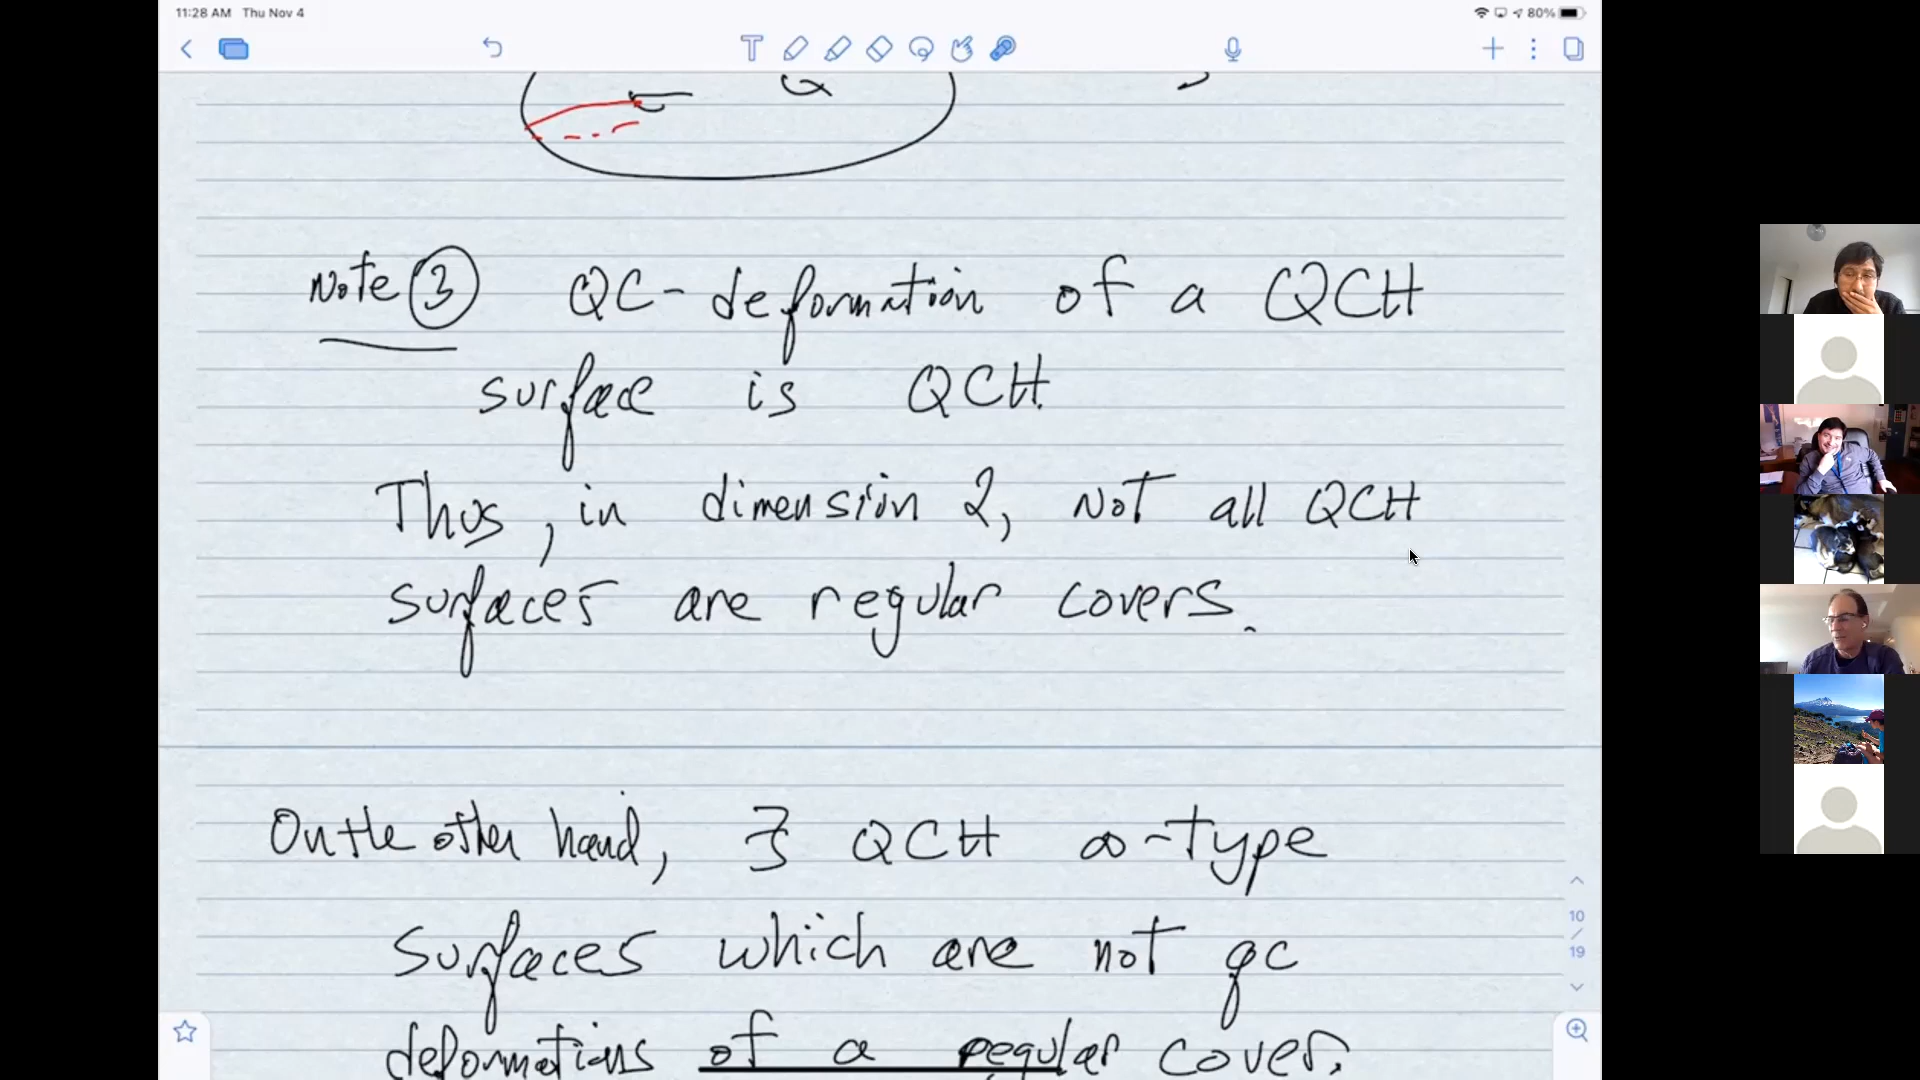 11:28 AM Thu Nov 4
80%
T
Q
Note ③ QC-deformation of a QCH
surface is QCH.
Thus, in dimension 2, not all QCH
surfaces are regular covers.
On the other hand, ∃ QCH ∞-type
surfaces which are not qc
deformations of a regular cover.
10
/
19